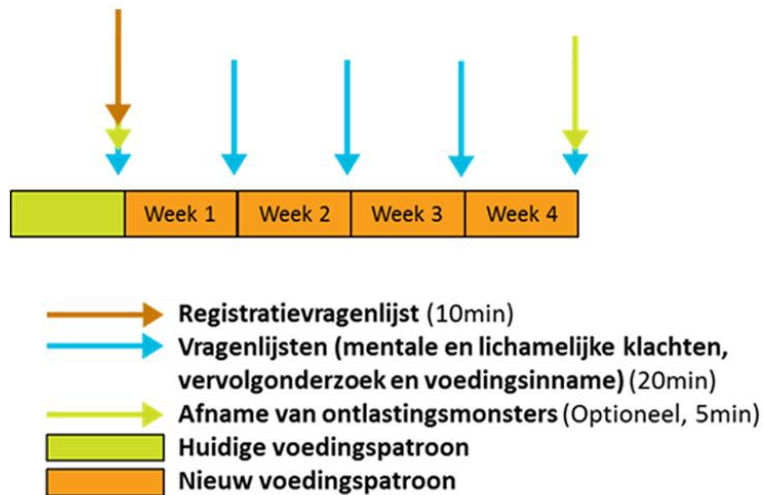 Week 1 Week 2 Week 3 Week 4
Registratievragenlijst (10min)
Vragenlijsten (mentale en lichamelijke klachten,
vervolgonderzoek en voedingsinname) (20min)
Afname van ontlastingsmonsters (Optioneel, 5min)
Huidige voedingspatroon
Nieuw voedingspatroon